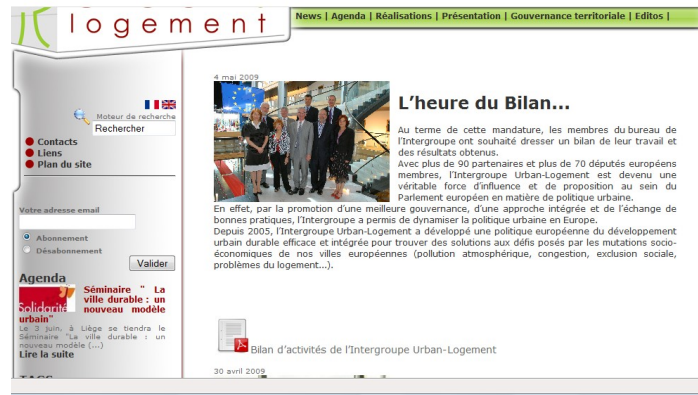 logement
News | Agenda | Réalisations | Présentation | Gouvernance territoriale | Editos |
Moteur de recherche
Rechercher
Contacts
Liens
Plan du site
Votre adresse email
Abonnement
Désabonnement
Valider
Agenda
Solidarité
Séminaire " La
ville durable : un
nouveau modèle
urbain"
Le 3 juin, à Liège se tiendra le
Séminaire "La ville durable : un
nouveau modèle (...)
Lire la suite
TAGS
4 mai 2009
L'heure du Bilan...
Au terme de cette mandature, les membres du bureau de
l'Intergroupe ont souhaité dresser un bilan de leur travail et
des résultats obtenus.
Avec plus de 90 partenaires et plus de 70 députés européens
membres, l'Intergroupe Urban-Logement est devenu une
véritable force d'influence et de proposition au sein du
Parlement européen en matière de politique urbaine.
En effet, par la promotion d'une meilleure gouvernance, d'une approche intégrée et de l'échange de
bonnes pratiques, l'Intergroupe a permis de dynamiser la politique urbaine en Europe.
Depuis 2005, l'Intergroupe Urban-Logement a développé une politique européenne du développement
urbain durable efficace et intégrée pour trouver des solutions aux défis posés par les mutations socio-
économiques de nos villes européennes (pollution atmosphérique, congestion, exclusion sociale,
problèmes du logement...).
Bilan d'activités de l'Intergroupe Urban-Logement
30 avril 2009